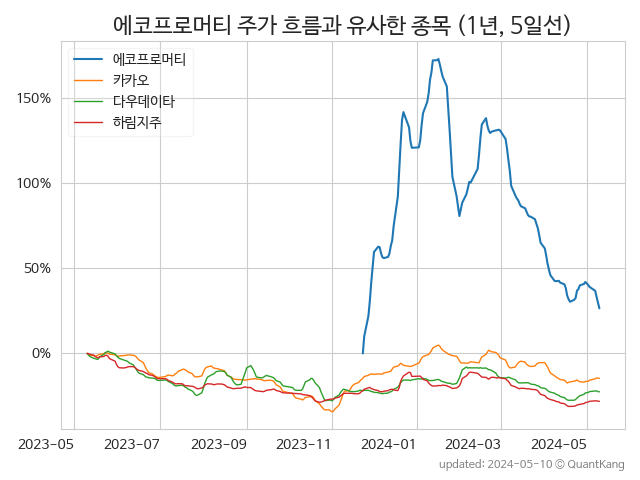 에코프로머티 주가 흐름과 유사한 종목 (1년, 5일선)
에코프로머티
카카오
다우데이타
하림지주
150%
100%
50%
0%
2023-05 2023-07 2023-09 2023-11 2024-01 2024-03 2024-05
updated: 2024-05-10 © QuantKang